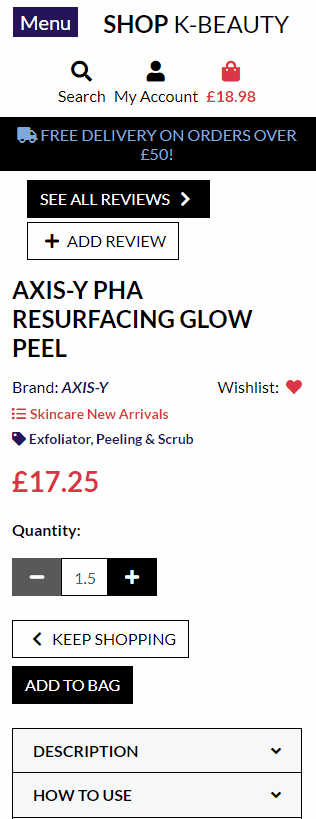 Menu SHOP K-BEAUTY
Search My Account £18.98
FREE DELIVERY ON ORDERS OVER
£50!
SEE ALL REVIEWS
ADD REVIEW
AXIS-Y PHA
RESURFACING GLOW
PEEL
Brand: AXIS-Y Wishlist:
Skincare New Arrivals
Exfoliator, Peeling & Scrub
£17.25
Quantity:
1.5
KEEP SHOPPING
ADD TO BAG
DESCRIPTION
HOW TO USE